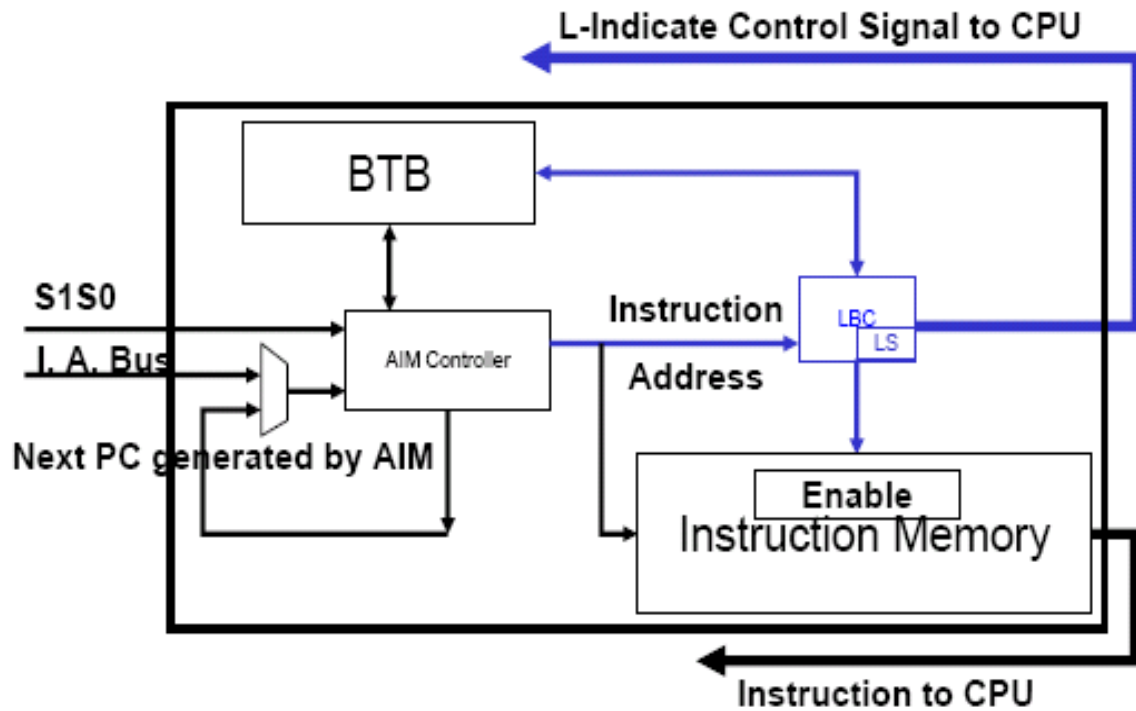 L-Indicate Control Signal to CPU
BTB
S1S0
Instruction
LBC
LS
I. A. Bus
AIM Controller
Address
Next PC generated by AIM
Enable
Instruction Memory
Instruction to CPU